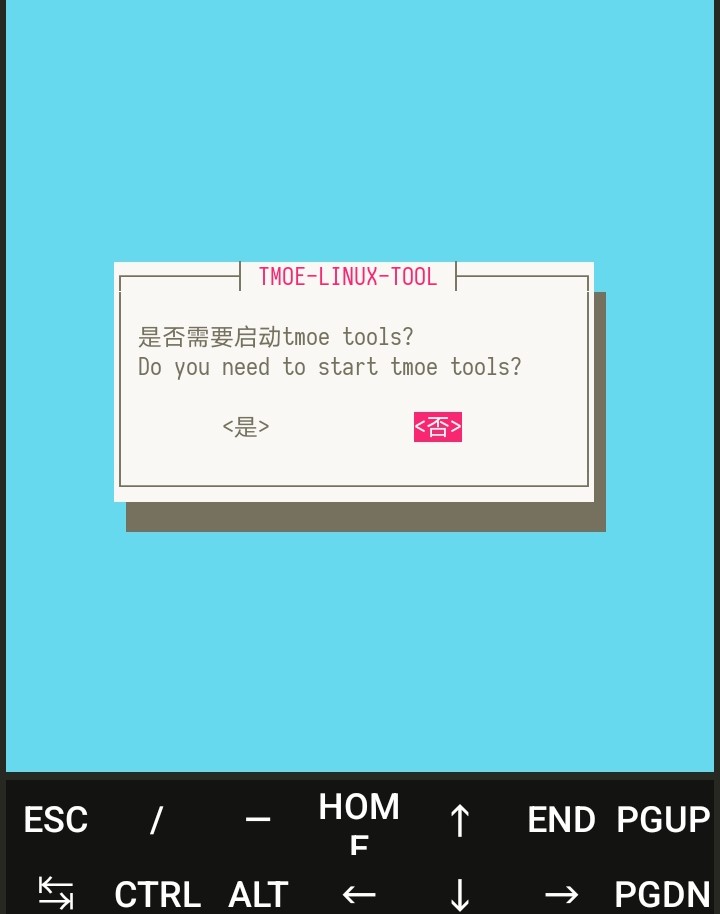 TMOE-LINUX-TOOL
是否需要启动tmoe tools?
Do you need to start tmoe tools?
<是> <否>
ESC / — HOME ↑ END PGUP
↹ CTRL ALT ← ↓ → PGDN